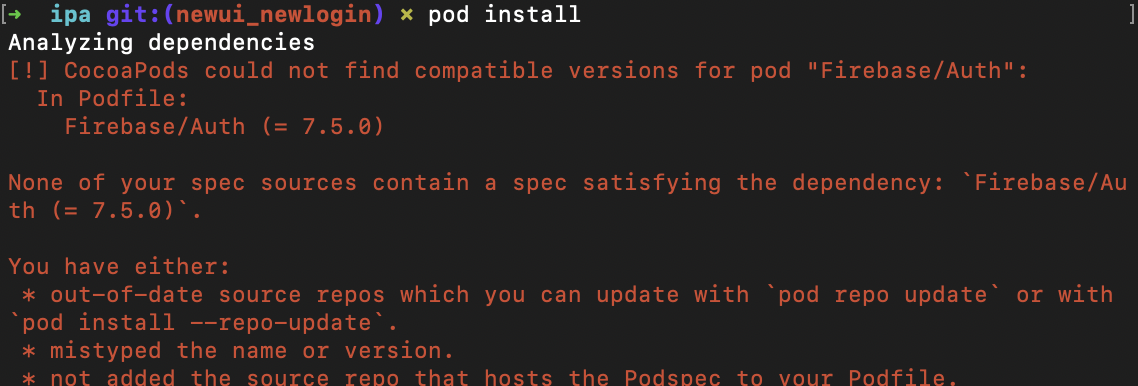 [➜  ipa git:(newui_newlogin) ✗ pod install ]
Analyzing dependencies
[!] CocoaPods could not find compatible versions for pod "Firebase/Auth":
  In Podfile:
    Firebase/Auth (= 7.5.0)

None of your spec sources contain a spec satisfying the dependency: `Firebase/Au
th (= 7.5.0)`.

You have either:
 * out-of-date source repos which you can update with `pod repo update` or with
`pod install --repo-update`.
 * mistyped the name or version.
 * not added the source repo that hosts the Podspec to your Podfile.